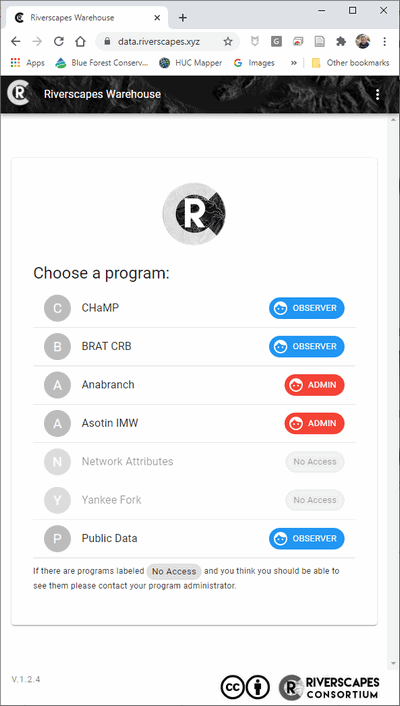 Riverscapes Warehouse
data.riverscapes.xyz
Apps
Blue Forest Conserv...
HUC Mapper
Images
»
Other bookmarks
CR
Riverscapes Warehouse
CR
Choose a program:
C CHaMP OBSERVER
B BRAT CRB OBSERVER
A Anabranch ADMIN
A Asotin IMW ADMIN
N Network Attributes No Access
Y Yankee Fork No Access
P Public Data OBSERVER
If there are programs labeled No Access and you think you should be able to
see them please contact your program administrator.
V.1.2.4
CC
RIVERSCAPES
CONSORTIUM